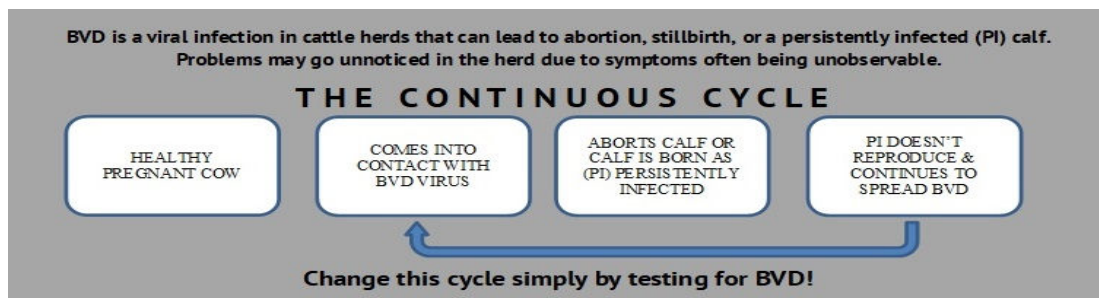 BVD is a viral infection in cattle herds that can lead to abortion, stillbirth, or a persistently infected (PI) calf.
Problems may go unnoticed in the herd due to symptoms often being unobservable.
THE CONTINUOUS CYCLE
HEALTHY
PREGNANT COW
COMES INTO
CONTACT WITH
BVD VIRUS
ABORTS CALF OR
CALF IS BORN AS
(PI) PERSISTENTLY
INFECTED
PI DOESN'T
REPRODUCE &
CONTINUES TO
SPREAD BVD
Change this cycle simply by testing for BVD!